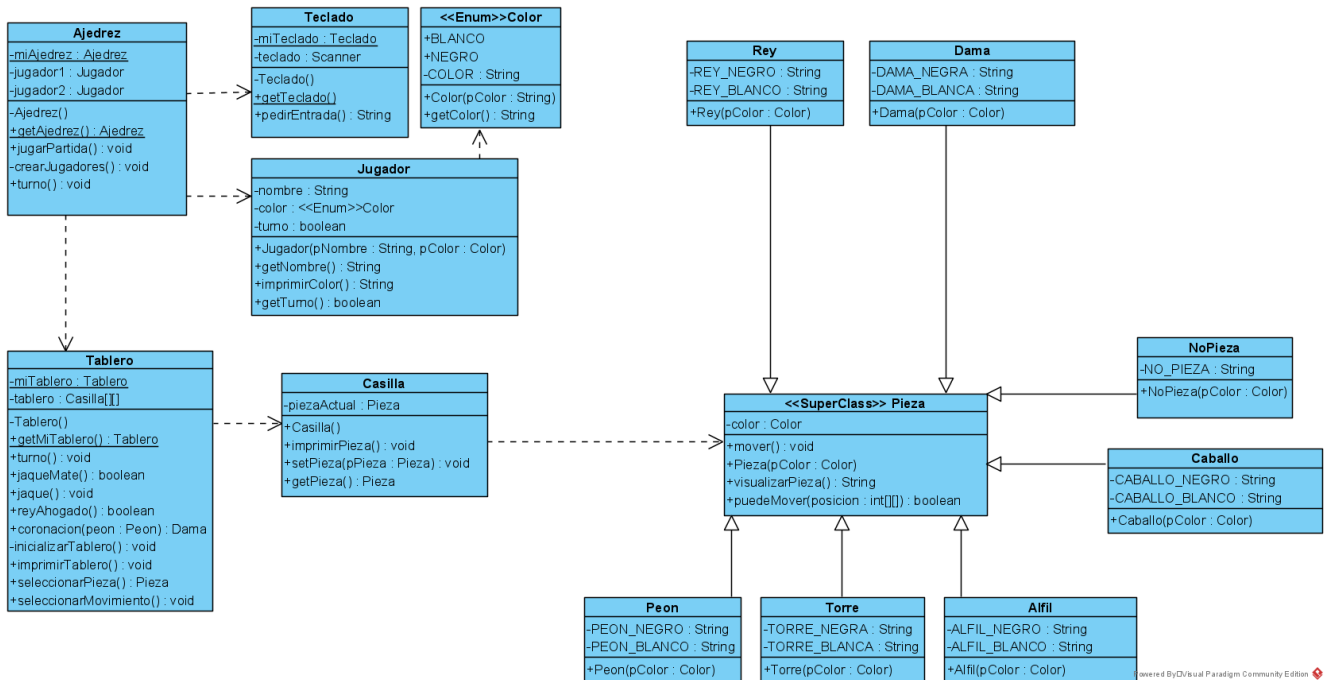 Ajedrez
-miAjedrez : Ajedrez
-jugador1 : Jugador
-jugador2 : Jugador
-Ajedrez()
+getAjedrez() : Ajedrez
+jugarPartida() : void
-crearJugadores() : void
+turno() : void
Teclado
-miTeclado : Teclado
-teclado : Scanner
-Teclado()
+getTeclado()
+pedirEntrada() : String
<<Enum>>Color
+BLANCO
+NEGRO
-COLOR : String
+Color(pColor : String)
+getColor() : String
Jugador
-nombre : String
-color : <<Enum>>Color
-turno : boolean
+Jugador(pNombre : String, pColor : Color)
+getNombre() : String
+imprimirColor() : String
+getTurno() : boolean
Rey
-REY_NEGRO : String
-REY_BLANCO : String
+Rey(pColor : Color)
Dama
-DAMA_NEGRA : String
-DAMA_BLANCA : String
+Dama(pColor : Color)
Tablero
-miTablero : Tablero
-tablero : Casilla[][]
-Tablero()
+getMiTablero() : Tablero
+turno() : void
+jaqueMate() : boolean
+jaque() : void
+reyAhogado() : boolean
+coronacion(peon : Peon) : Dama
-inicializarTablero() : void
+imprimirTablero() : void
+seleccionarPieza() : Pieza
+seleccionarMovimiento() : void
Casilla
-piezaActual : Pieza
+Casilla()
+imprimirPieza() : void
+setPieza(pPieza : Pieza) : void
+getPieza() : Pieza
<<SuperClass>> Pieza
-color : Color
+mover() : void
+Pieza(pColor : Color)
+visualizarPieza() : String
+puedeMover(posicion : int[][]) : boolean
NoPieza
-NO_PIEZA : String
+NoPieza(pColor : Color)
Caballo
-CABALLO_NEGRO : String
-CABALLO_BLANCO : String
+Caballo(pColor : Color)
Peon
-PEON_NEGRO : String
-PEON_BLANCO : String
+Peon(pColor : Color)
Torre
-TORRE_NEGRA : String
-TORRE_BLANCA : String
+Torre(pColor : Color)
Alfil
-ALFIL_NEGRO : String
-ALFIL_BLANCO : String
+Alfil(pColor : Color)
Powered By Visual Paradigm Community Edition